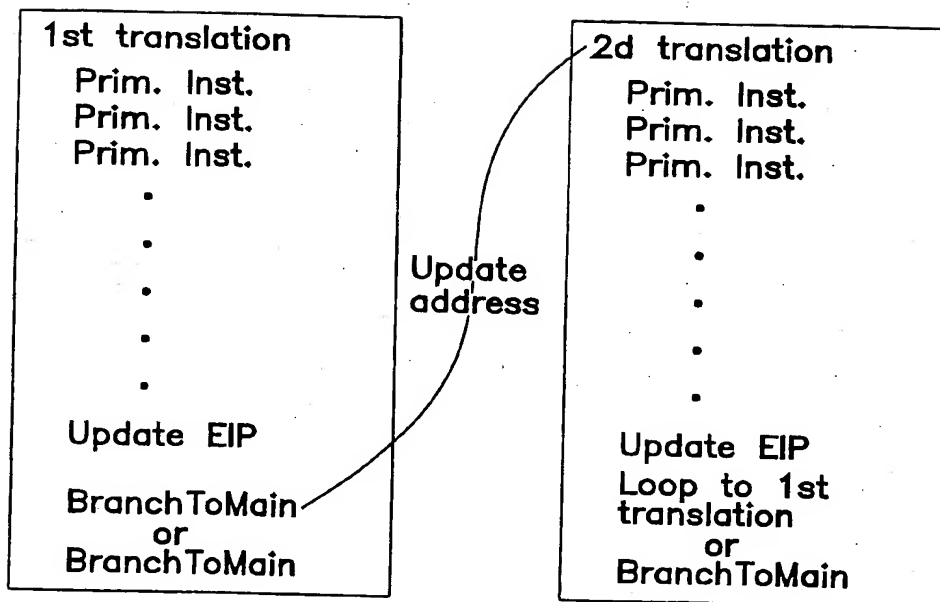 1st translation
Prim. Inst.
Prim. Inst.
Prim. Inst.
Update EIP
BranchToMain
or
BranchToMain
Update
address
2d translation
Prim. Inst.
Prim. Inst.
Prim. Inst.
Update EIP
Loop to 1st
translation
or
BranchToMain